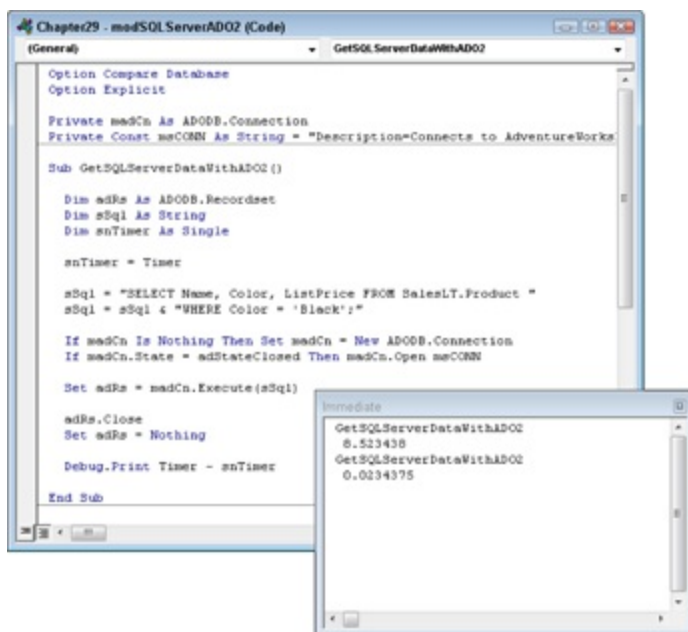 Chapter29 - modSQLServerADO2 (Code)
(General) GetSQLServerDataWithADO2
Option Compare Database
Option Explicit
Private madCn As ADODB.Connection
Private Const msCONN As String = "Description=Connects to AdventureWorks
Sub GetSQLServerDataWithADO2()
Dim adRs As ADODB.Recordset
Dim sSql As String
Dim snTimer As Single
snTimer = Timer
sSql = "SELECT Name, Color, ListPrice FROM SalesLT.Product "
sSql = sSql & "WHERE Color = 'Black';"
If madCn Is Nothing Then Set madCn = New ADODB.Connection
If madCn.State = adStateClosed Then madCn.Open msCONN
Set adRs = madCn.Execute(sSql)
adRs.Close
Set adRs = Nothing
Debug.Print Timer - snTimer
End Sub
Immediate
GetSQLServerDataWithADO2
8.523438
GetSQLServerDataWithADO2
0.0234375